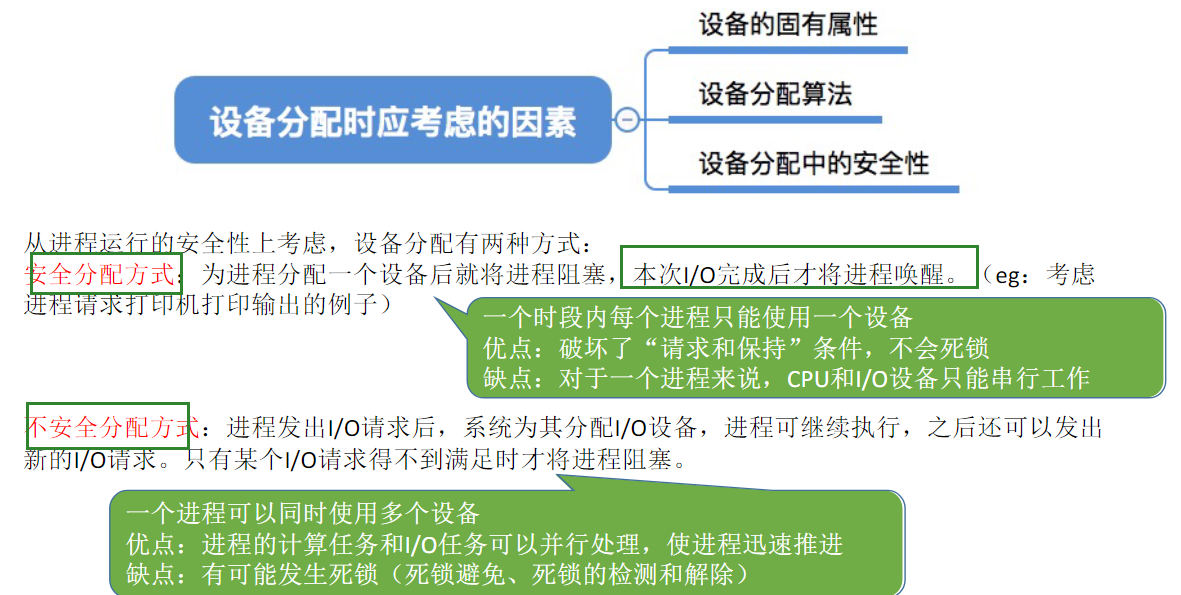 设备的固有属性
设备分配时应考虑的因素
设备分配算法
设备分配中的安全性
从进程运行的安全性上考虑，设备分配有两种方式：
安全分配方式：为进程分配一个设备后就将进程阻塞，本次I/O完成后才将进程唤醒。（eg：考虑
进程请求打印机打印输出的例子）
一个时段内每个进程只能使用一个设备
优点：破坏了“请求和保持”条件，不会死锁
缺点：对于一个进程来说，CPU和I/O设备只能串行工作
不安全分配方式：进程发出I/O请求后，系统为其分配I/O设备，进程可继续执行，之后还可以发出
新的I/O请求。只有某个I/O请求得不到满足时才将进程阻塞。
一个进程可以同时使用多个设备
优点：进程的计算任务和I/O任务可以并行处理，使进程迅速推进
缺点：有可能发生死锁（死锁避免、死锁的检测和解除）